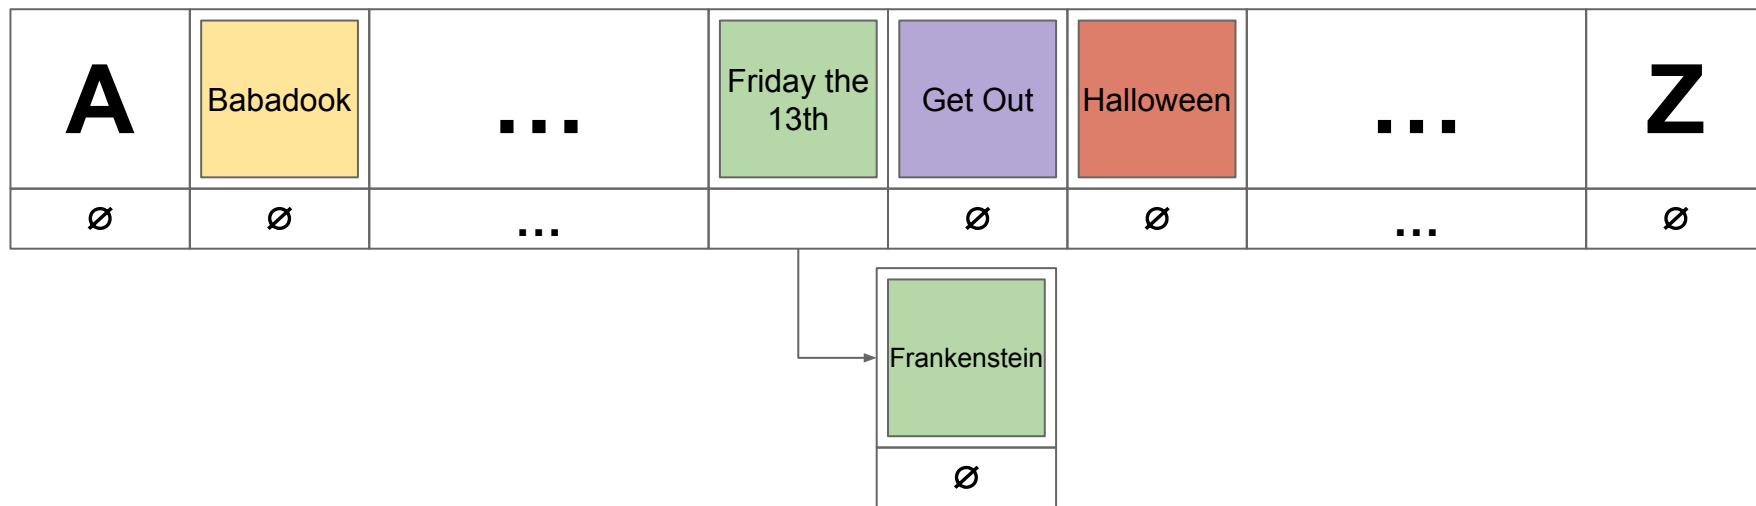 A
Babadook
...
Friday the
13th
Get Out
Halloween
...
Z
∅
∅
...
∅
∅
...
∅
Frankenstein
∅